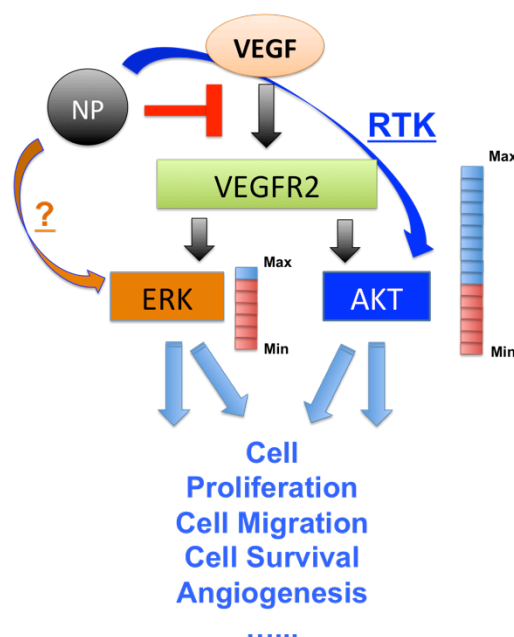 VEGF
NP
RTK
VEGFR2
?
Max
Max
ERK
AKT
Min
Min
Cell
Proliferation
Cell Migration
Cell Survival
Angiogenesis
......